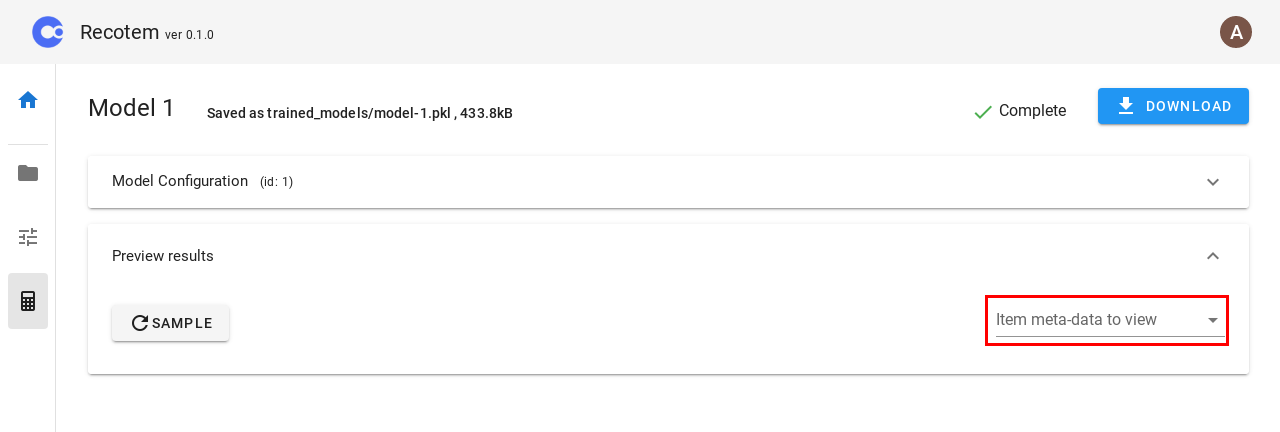 Recotem ver 0.1.0
A
Model 1
Saved as trained_models/model-1.pkl , 433.8kB
Complete
DOWNLOAD
Model Configuration (id: 1)
Preview results
SAMPLE
Item meta-data to view